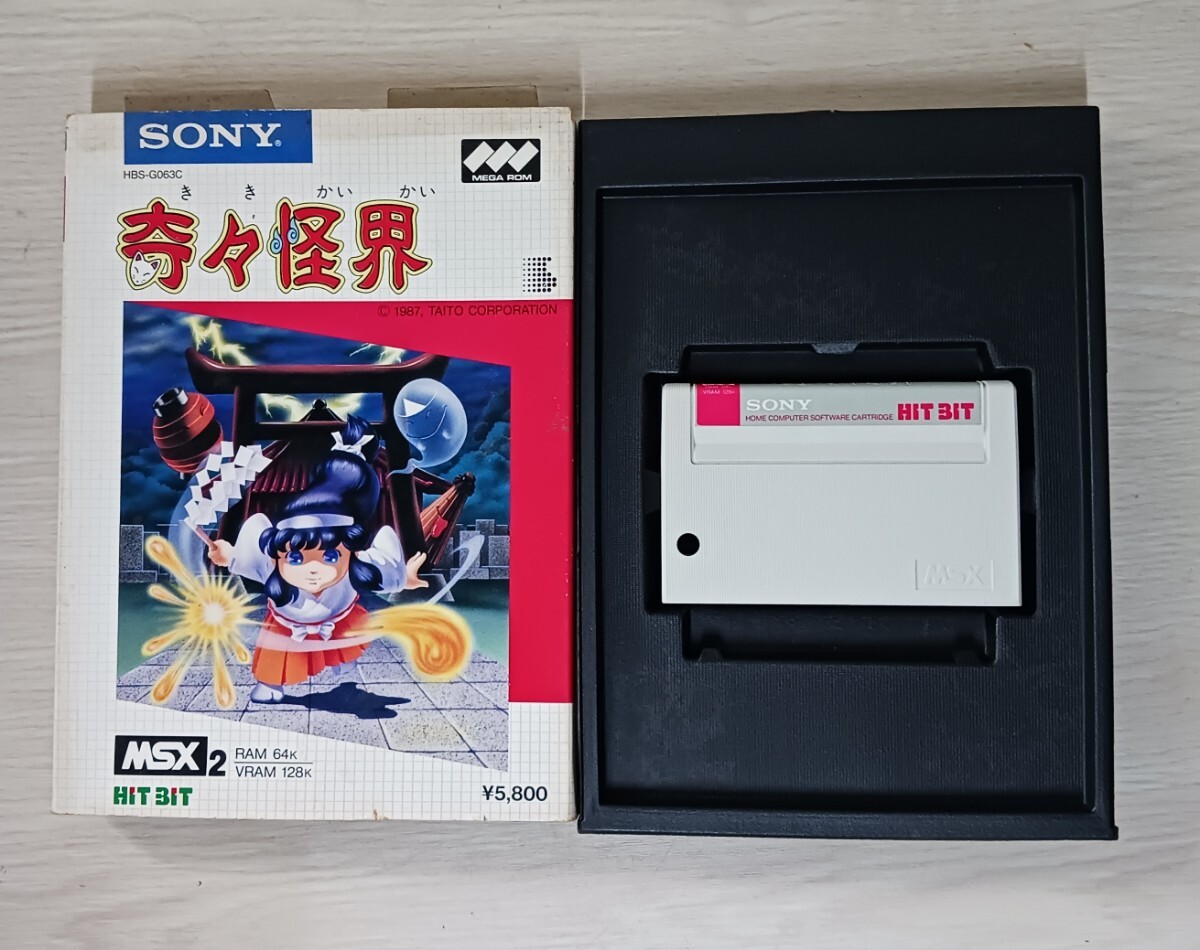 SONY®
HBS-G063C
MEGA ROM
き き かい かい
奇々怪界
© 1987, TAITO CORPORATION
MSX2
RAM 64K
VRAM 128K
HIT BIT
¥5,800
VRAM 128K
SONY
HOME COMPUTER SOFTWARE CARTRIDGE HIT BIT
MSX